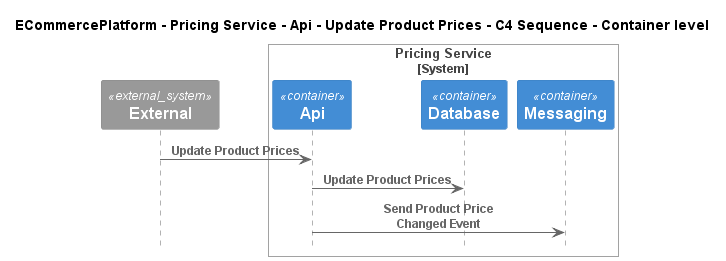 ECommercePlatform - Pricing Service - Api - Update Product Prices - C4 Sequence - Container level
Pricing Service
[System]
«external_system»
External
«container»
Api
«container»
Database
«container»
Messaging
Update Product Prices
Update Product Prices
Send Product Price
Changed Event